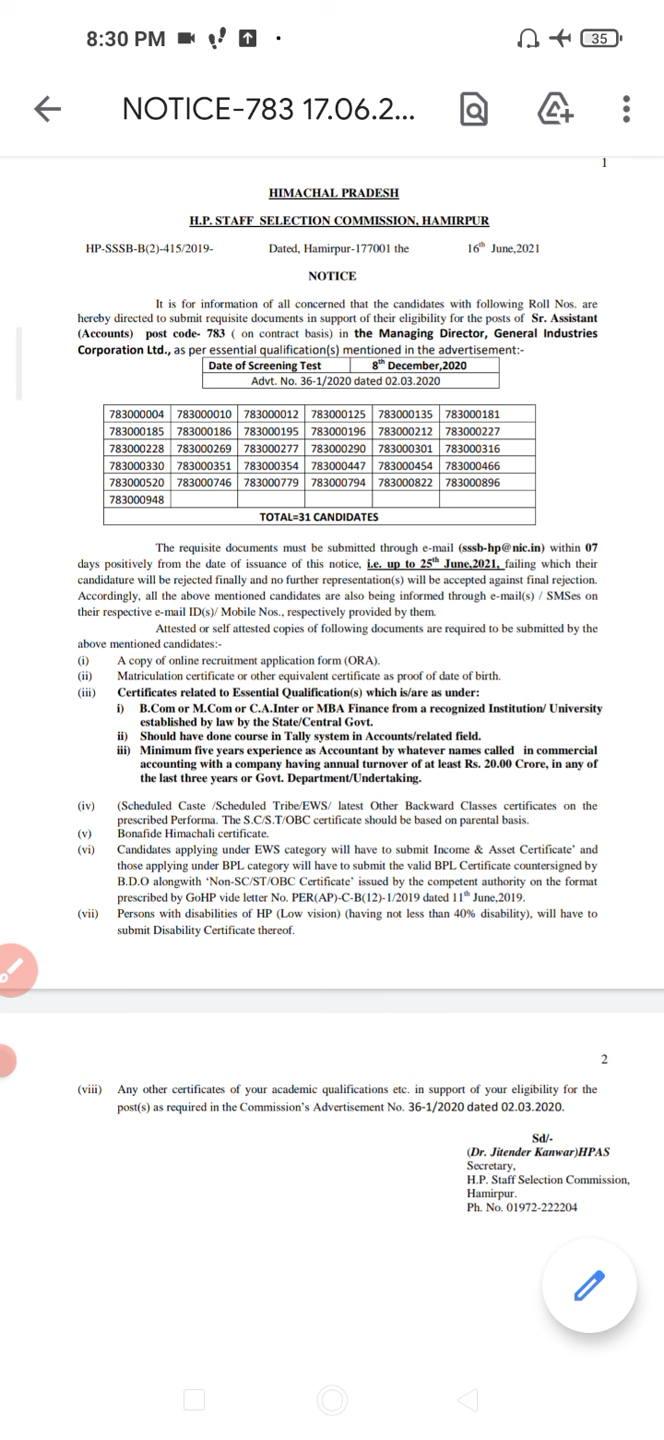 8:30 PM
35
NOTICE-783 17.06.2...
1
HIMACHAL PRADESH
H.P. STAFF SELECTION COMMISSION, HAMIRPUR
HP-SSSB-B(2)-415/2019- Dated, Hamirpur-177001 the 16th June,2021
NOTICE
It is for information of all concerned that the candidates with following Roll Nos. are
hereby directed to submit requisite documents in support of their eligibility for the posts of Sr. Assistant
(Accounts) post code- 783 ( on contract basis) in the Managing Director, General Industries
Corporation Ltd., as per essential qualification(s) mentioned in the advertisement:-
Date of Screening Test 8th December,2020
Advt. No. 36-1/2020 dated 02.03.2020
783000004 783000010 783000012 783000125 783000135 783000181
783000185 783000186 783000195 783000196 783000212 783000227
783000228 783000269 783000277 783000290 783000301 783000316
783000330 783000351 783000354 783000447 783000454 783000466
783000520 783000746 783000779 783000794 783000822 783000896
783000948
TOTAL=31 CANDIDATES
The requisite documents must be submitted through e-mail (sssb-hp@nic.in) within 07
days positively from the date of issuance of this notice, i.e. up to 25th June,2021, failing which their
candidature will be rejected finally and no further representation(s) will be accepted against final rejection.
Accordingly, all the above mentioned candidates are also being informed through e-mail(s) / SMSes on
their respective e-mail ID(s)/ Mobile Nos., respectively provided by them.
Attested or self attested copies of following documents are required to be submitted by the
above mentioned candidates:-
(i) A copy of online recruitment application form (ORA).
(ii) Matriculation certificate or other equivalent certificate as proof of date of birth.
(iii) Certificates related to Essential Qualification(s) which is/are as under:
i) B.Com or M.Com or C.A.Inter or MBA Finance from a recognized Institution/ University
established by law by the State/Central Govt.
ii) Should have done course in Tally system in Accounts/related field.
iii) Minimum five years experience as Accountant by whatever names called in commercial
accounting with a company having annual turnover of at least Rs. 20.00 Crore, in any of
the last three years or Govt. Department/Undertaking.
(iv) (Scheduled Caste /Scheduled Tribe/EWS/ latest Other Backward Classes certificates on the
prescribed Performa. The S.C/S.T/OBC certificate should be based on parental basis.
(v) Bonafide Himachali certificate.
(vi) Candidates applying under EWS category will have to submit Income & Asset Certificate' and
those applying under BPL category will have to submit the valid BPL Certificate countersigned by
B.D.O alongwith 'Non-SC/ST/OBC Certificate' issued by the competent authority on the format
prescribed by GoHP vide letter No. PER(AP)-C-B(12)-1/2019 dated 11th June,2019.
(vii) Persons with disabilities of HP (Low vision) (having not less than 40% disability), will have to
submit Disability Certificate thereof.
2
(viii) Any other certificates of your academic qualifications etc. in support of your eligibility for the
post(s) as required in the Commission's Advertisement No. 36-1/2020 dated 02.03.2020.
Sd/-
(Dr. Jitender Kanwar)HPAS
Secretary,
H.P. Staff Selection Commission,
Hamirpur.
Ph. No. 01972-222204